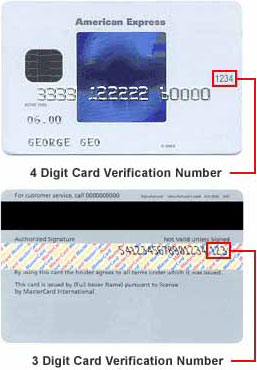 American Express
1234
3333 122222 60000
06.00
GEORGE GEO
4 Digit Card Verification Number
For customer service, call 0000000000
Authorized Signature Not Valid unless Signed
123
By using this card the holder agrees to all terms under which it was issued.
This card is issued by (Full Issuer Name) pursuant to license
by MasterCard International.
3 Digit Card Verification Number